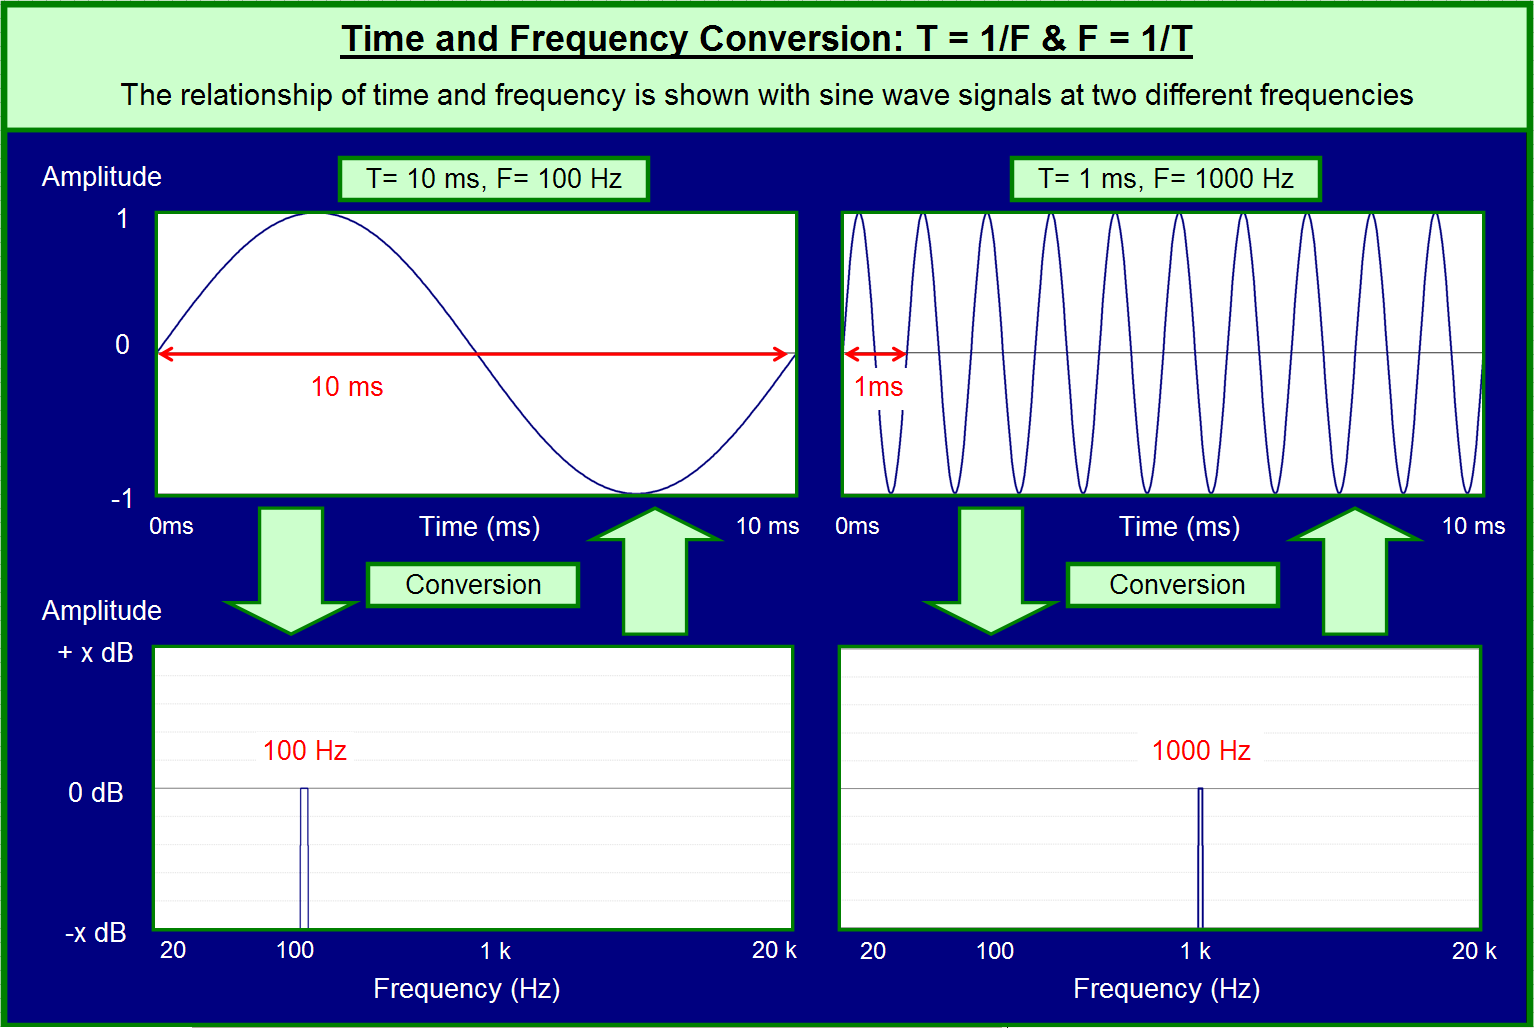 Time and Frequency Conversion: T = 1/F & F = 1/T
The relationship of time and frequency is shown with sine wave signals at two different frequencies
Amplitude
T= 10 ms, F= 100 Hz
1
0
-1
10 ms
0ms
Time (ms)
10 ms
T= 1 ms, F= 1000 Hz
1ms
0ms
Time (ms)
10 ms
Conversion
Conversion
Amplitude
+ x dB
0 dB
-x dB
100 Hz
20
100
1 k
20 k
Frequency (Hz)
1000 Hz
20
100
1 k
20 k
Frequency (Hz)